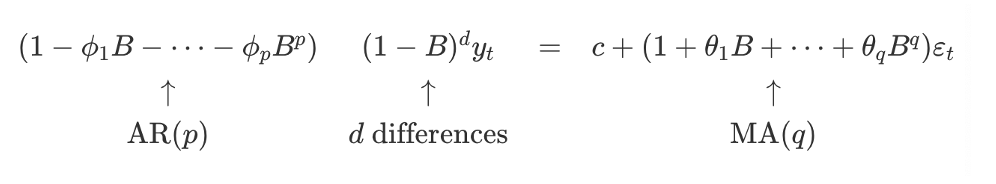 (1 − ϕ₁B − ⋯ − ϕₚBᵖ) (1 − B)ᵈyₜ = c + (1 + θ₁B + ⋯ + θ_qB^q)εₜ
↑ ↑ ↑
AR(p) d differences MA(q)